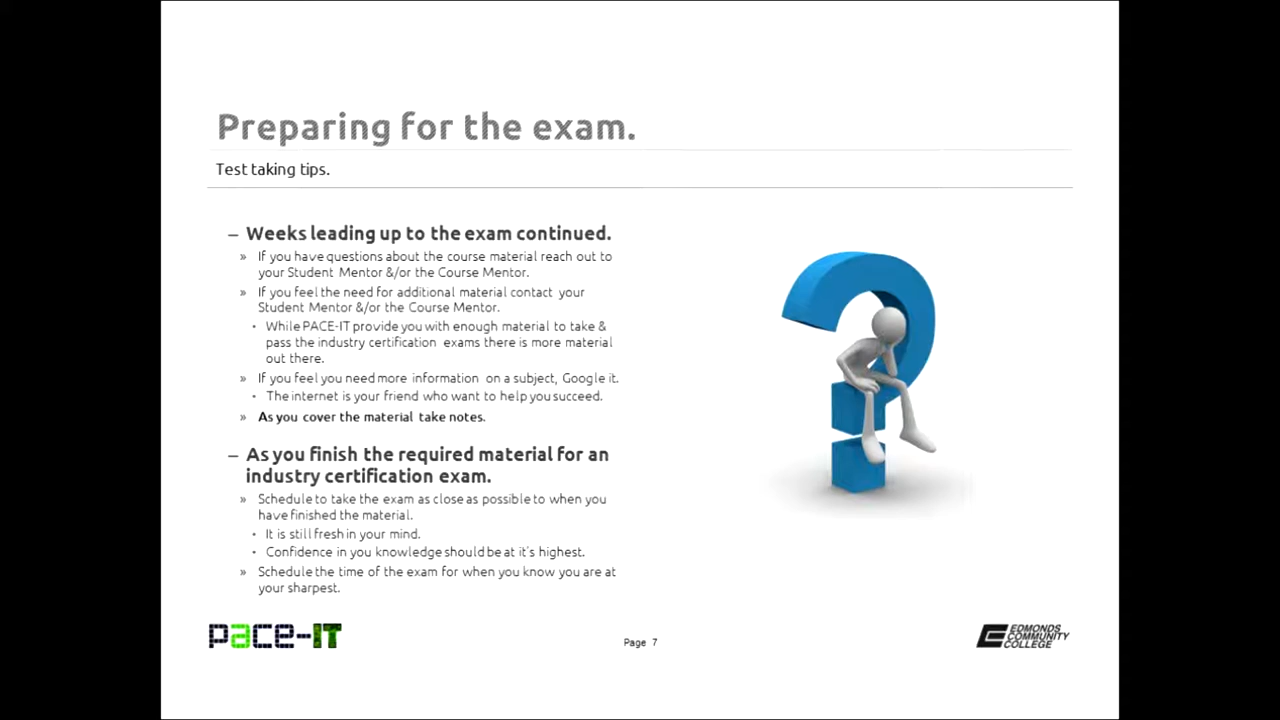 Preparing for the exam.
Test taking tips.
– Weeks leading up to the exam continued.
» If you have questions about the course material reach out to
your Student Mentor &/or the Course Mentor.
» If you feel the need for additional material contact your
Student Mentor &/or the Course Mentor.
• While PACE-IT provide you with enough material to take &
pass the industry certification exams there is more material
out there.
» If you feel you need more information on a subject, Google it.
• The internet is your friend who want to help you succeed.
» As you cover the material take notes.
– As you finish the required material for an
industry certification exam.
» Schedule to take the exam as close as possible to when you
have finished the material.
• It is still fresh in your mind.
• Confidence in you knowledge should be at it's highest.
» Schedule the time of the exam for when you know you are at
your sharpest.
pace-IT
Page 7
EDMONDS
COMMUNITY
COLLEGE